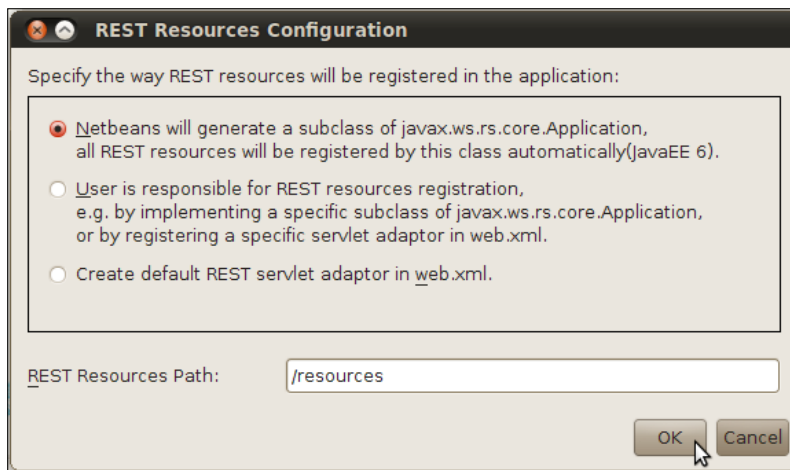 REST Resources Configuration
Specify the way REST resources will be registered in the application:
Netbeans will generate a subclass of javax.ws.rs.core.Application,
all REST resources will be registered by this class automatically(JavaEE 6).
User is responsible for REST resources registration,
e.g. by implementing a specific subclass of javax.ws.rs.core.Application,
or by registering a specific servlet adaptor in web.xml.
Create default REST servlet adaptor in web.xml.
REST Resources Path: /resources
OK Cancel